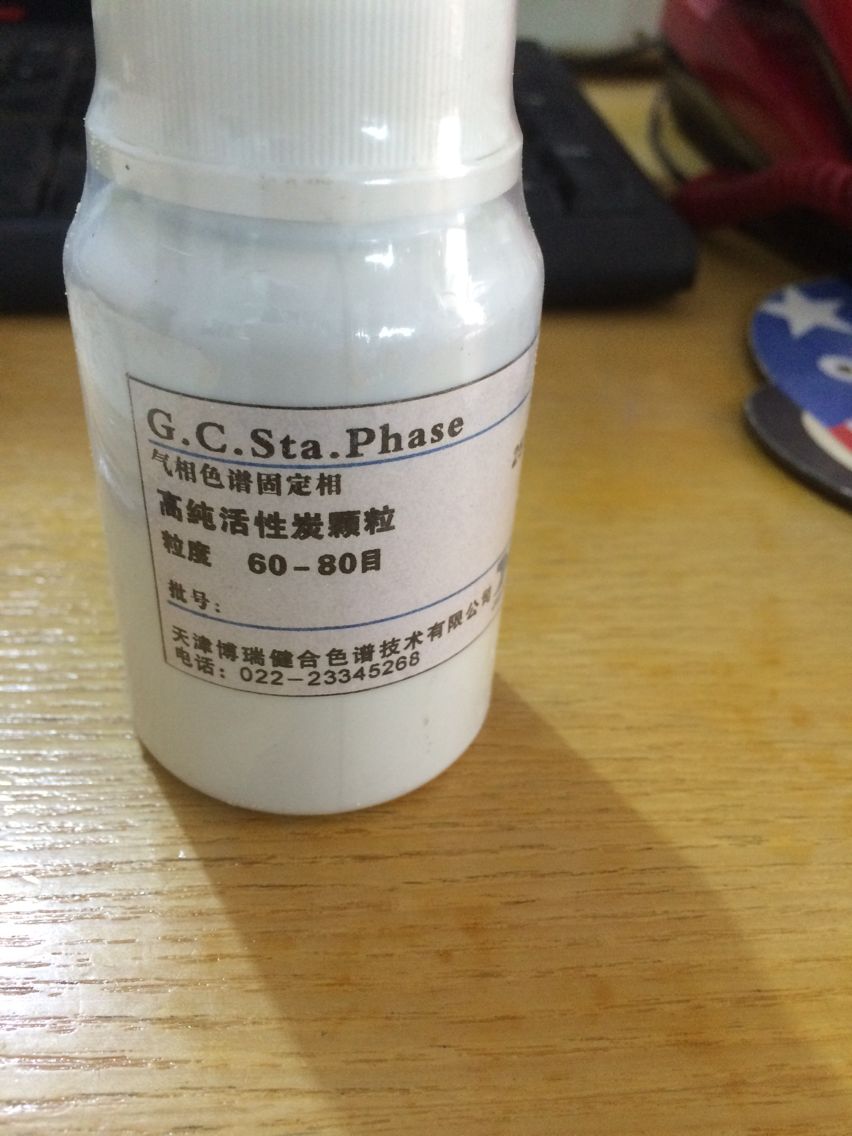 G.C.Sta.Phase
气相色谱固定相
高纯活性炭颗粒
粒度 60-80目
批号:
天津博瑞健合色谱技术有限公司
电话: 022-23345268